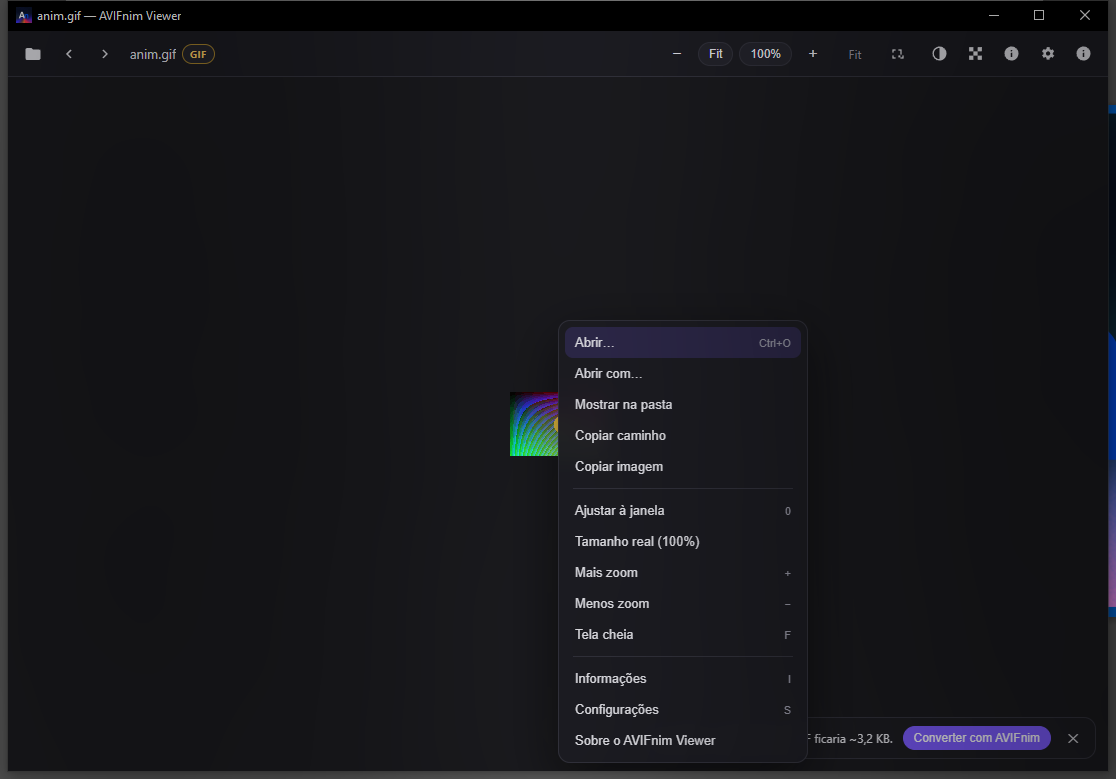 anim.gif — AVIFnim Viewer
anim.gif GIF − Fit 100% + Fit
Abrir... Ctrl+O
Abrir com...
Mostrar na pasta
Copiar caminho
Copiar imagem
Ajustar à janela 0
Tamanho real (100%)
Mais zoom +
Menos zoom −
Tela cheia F
Informações I
Configurações S
Sobre o AVIFnim Viewer
ficaria ~3,2 KB. Converter com AVIFnim